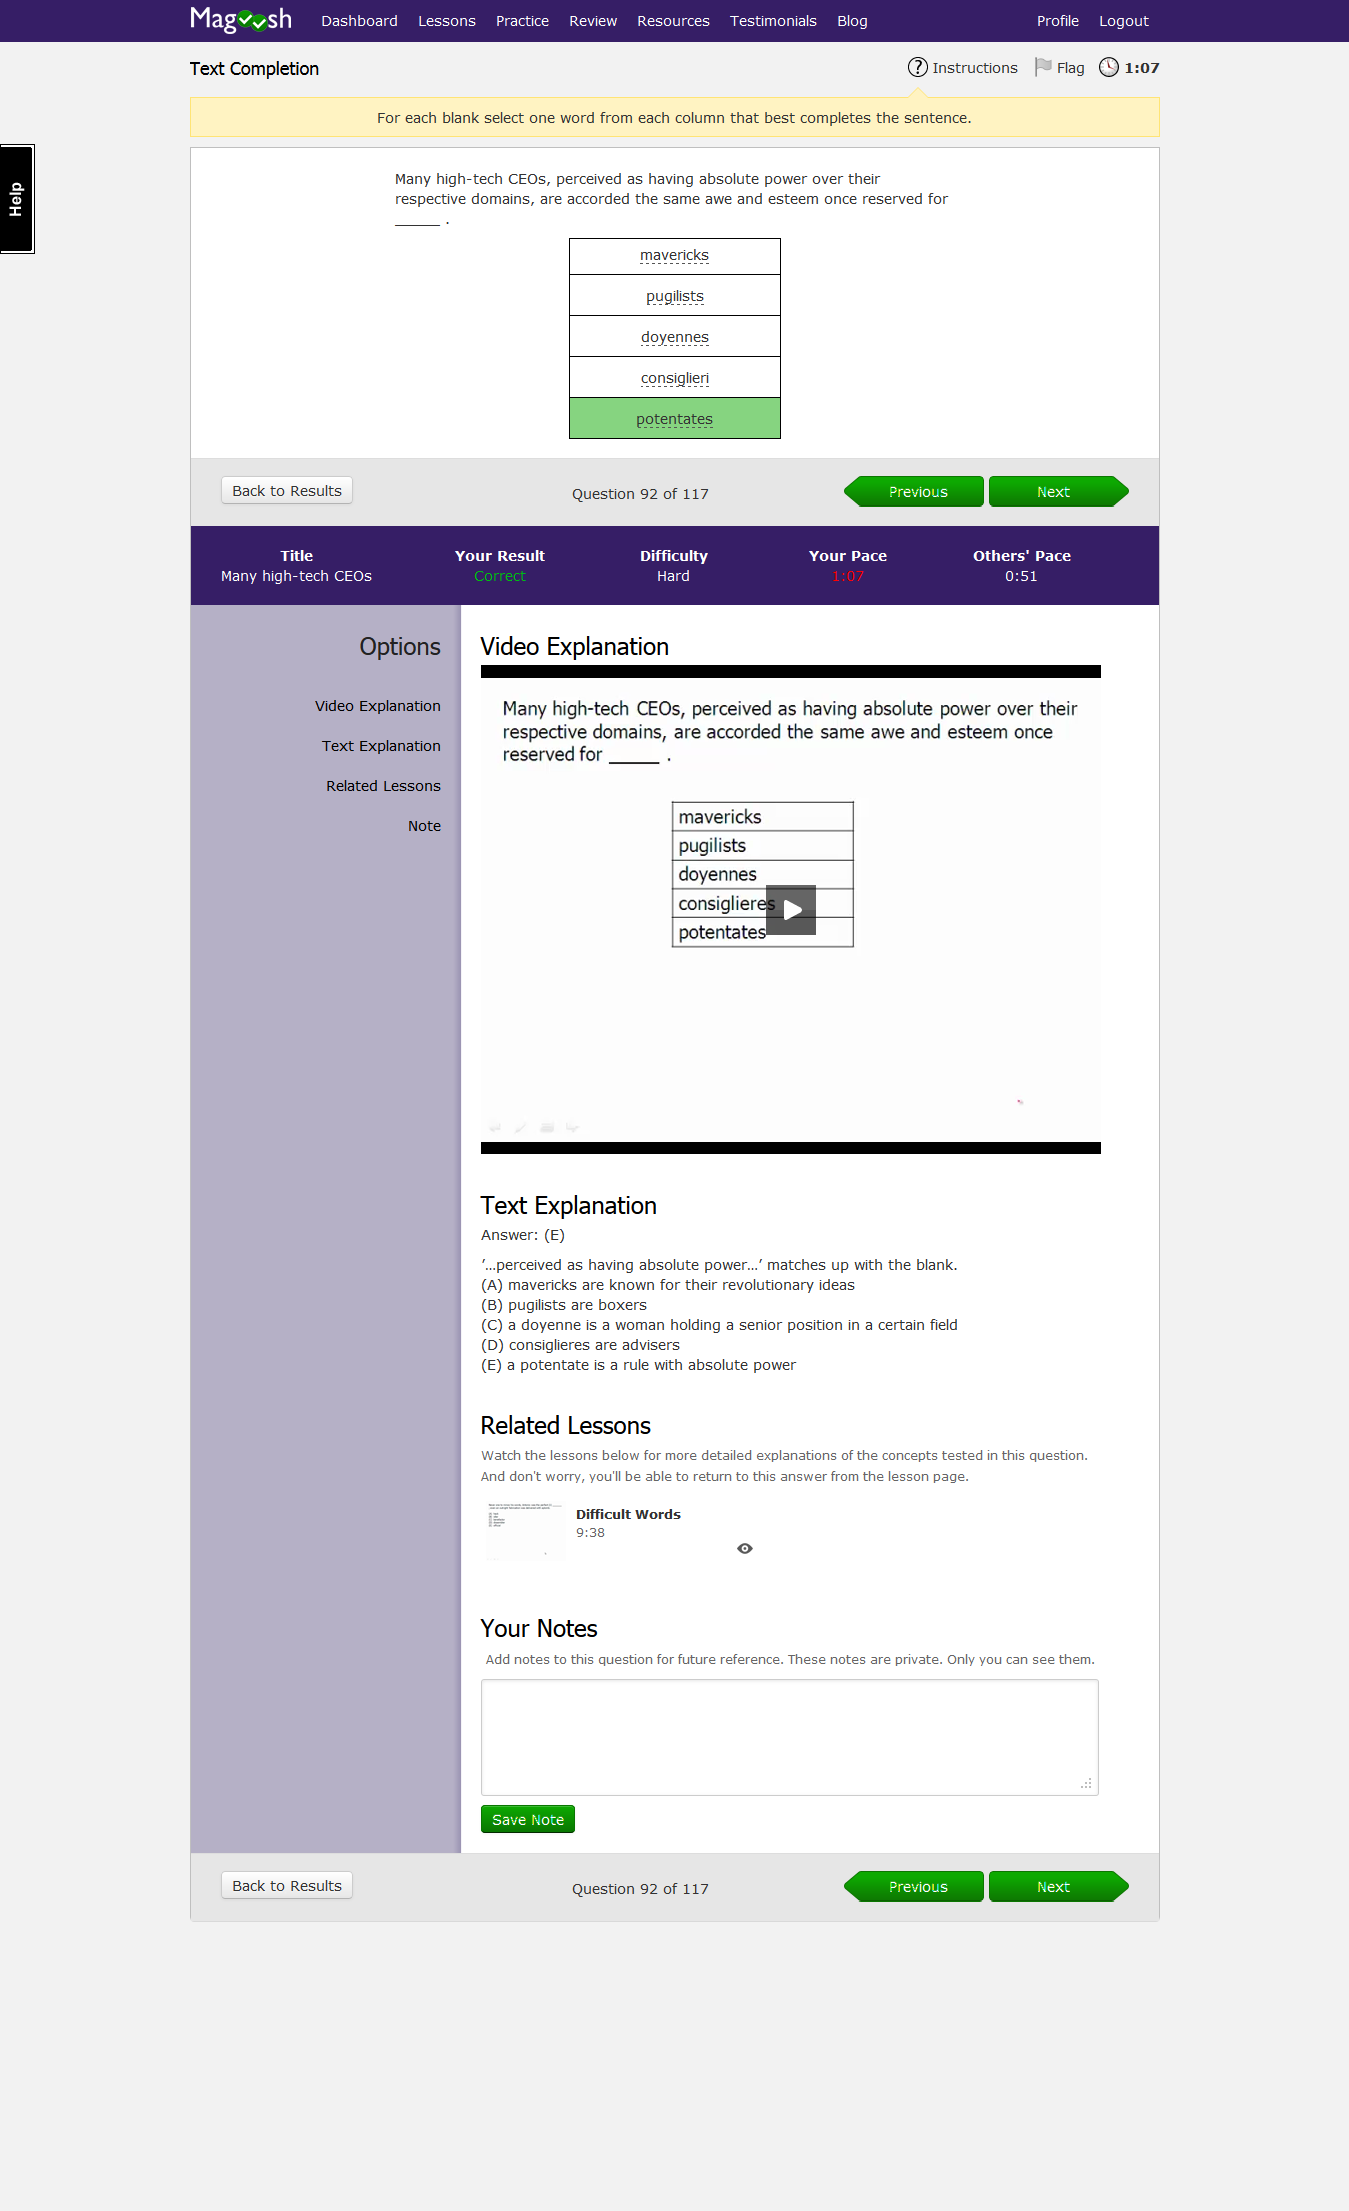 Magoosh Dashboard Lessons Practice Review Resources Testimonials Blog Profile Logout
Text Completion Instructions Flag 1:07
For each blank select one word from each column that best completes the sentence.
Help
Many high-tech CEOs, perceived as having absolute power over their
respective domains, are accorded the same awe and esteem once reserved for
_____ .
mavericks
pugilists
doyennes
consiglieri
potentates
Back to Results Question 92 of 117 Previous Next
Title Your Result Difficulty Your Pace Others' Pace
Many high-tech CEOs Correct Hard 1:07 0:51
Options
Video Explanation
Text Explanation
Related Lessons
Note
Video Explanation
Many high-tech CEOs, perceived as having absolute power over their
respective domains, are accorded the same awe and esteem once
reserved for _____ .
mavericks
pugilists
doyennes
consiglieres
potentates
Text Explanation
Answer: (E)
’…perceived as having absolute power…’ matches up with the blank.
(A) mavericks are known for their revolutionary ideas
(B) pugilists are boxers
(C) a doyenne is a woman holding a senior position in a certain field
(D) consiglieres are advisers
(E) a potentate is a rule with absolute power
Related Lessons
Watch the lessons below for more detailed explanations of the concepts tested in this question.
And don't worry, you'll be able to return to this answer from the lesson page.
Difficult Words
9:38
Your Notes
Add notes to this question for future reference. These notes are private. Only you can see them.
Save Note
Back to Results Question 92 of 117 Previous Next